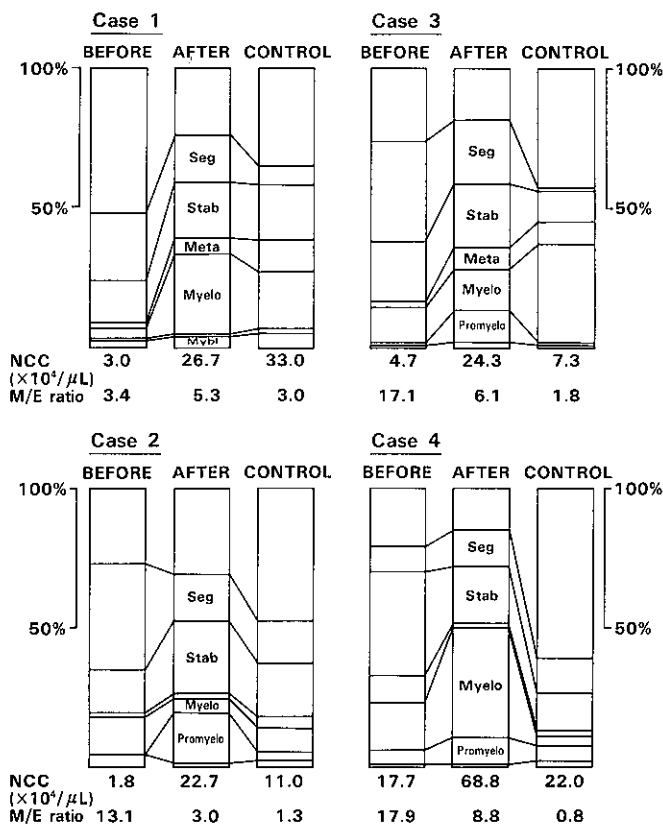 Case 1
BEFORE AFTER CONTROL
100%
50%
Seg
Stab
Meta
Myelo
Mybl
NCC 3.0 26.7 33.0
(×10⁴/μL)
M/E ratio 3.4 5.3 3.0
Case 3
BEFORE AFTER CONTROL
100%
50%
Seg
Stab
Meta
Myelo
Promyelo
4.7 24.3 7.3
17.1 6.1 1.8
Case 2
BEFORE AFTER CONTROL
100%
50%
Seg
Stab
Myelo
Promyelo
NCC 1.8 22.7 11.0
(×10⁴/μL)
M/E ratio 13.1 3.0 1.3
Case 4
BEFORE AFTER CONTROL
100%
50%
Seg
Stab
Myelo
Promyelo
17.7 68.8 22.0
17.9 8.8 0.8